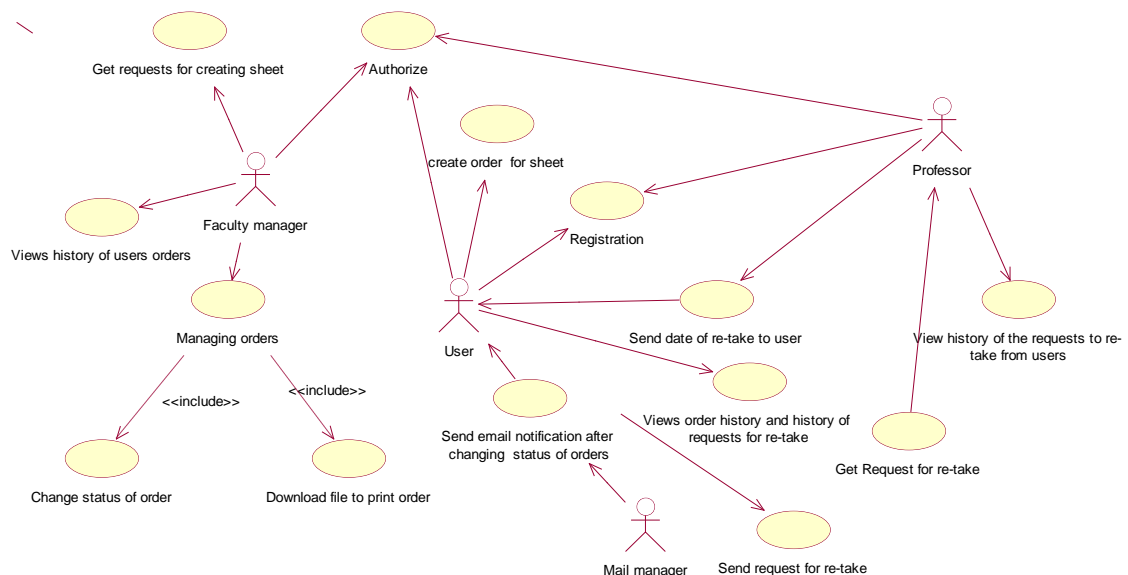 Get requests for creating sheet
Authorize
create order  for sheet
Professor
Faculty manager
Registration
Views history of users orders
Managing orders
Send date of re-take to user
View history of the requests to re-
take from users
User
<<include>>
<<include>>
Views order history and history of
requests for re-take
Send email notification after
changing  status of orders
Get Request for re-take
Change status of order
Download file to print order
Mail manager
Send request for re-take